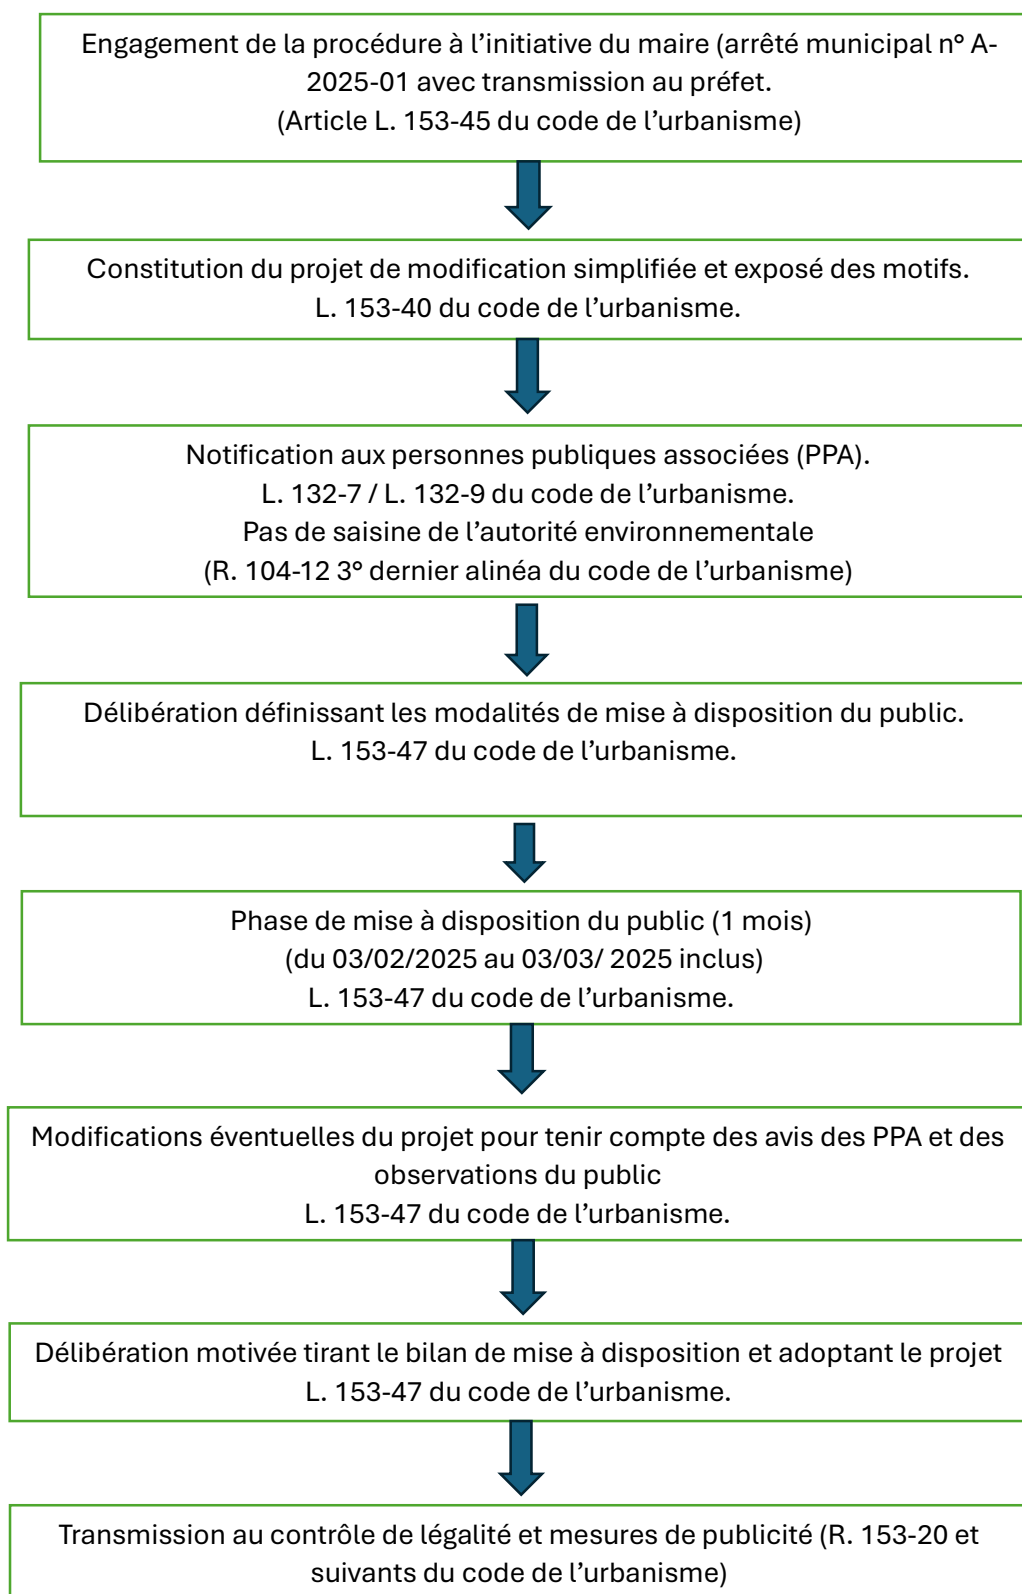 Engagement de la procédure à l’initiative du maire (arrêté municipal n° A-
2025-01 avec transmission au préfet.
(Article L. 153-45 du code de l’urbanisme)
Constitution du projet de modification simplifiée et exposé des motifs.
L. 153-40 du code de l’urbanisme.
Notification aux personnes publiques associées (PPA).
L. 132-7 / L. 132-9 du code de l’urbanisme.
Pas de saisine de l’autorité environnementale
(R. 104-12 3° dernier alinéa du code de l’urbanisme)
Délibération définissant les modalités de mise à disposition du public.
L. 153-47 du code de l’urbanisme.
Phase de mise à disposition du public (1 mois)
(du 03/02/2025 au 03/03/ 2025 inclus)
L. 153-47 du code de l’urbanisme.
Modifications éventuelles du projet pour tenir compte des avis des PPA et des
observations du public
L. 153-47 du code de l’urbanisme.
Délibération motivée tirant le bilan de mise à disposition et adoptant le projet
L. 153-47 du code de l’urbanisme.
Transmission au contrôle de légalité et mesures de publicité (R. 153-20 et
suivants du code de l’urbanisme)